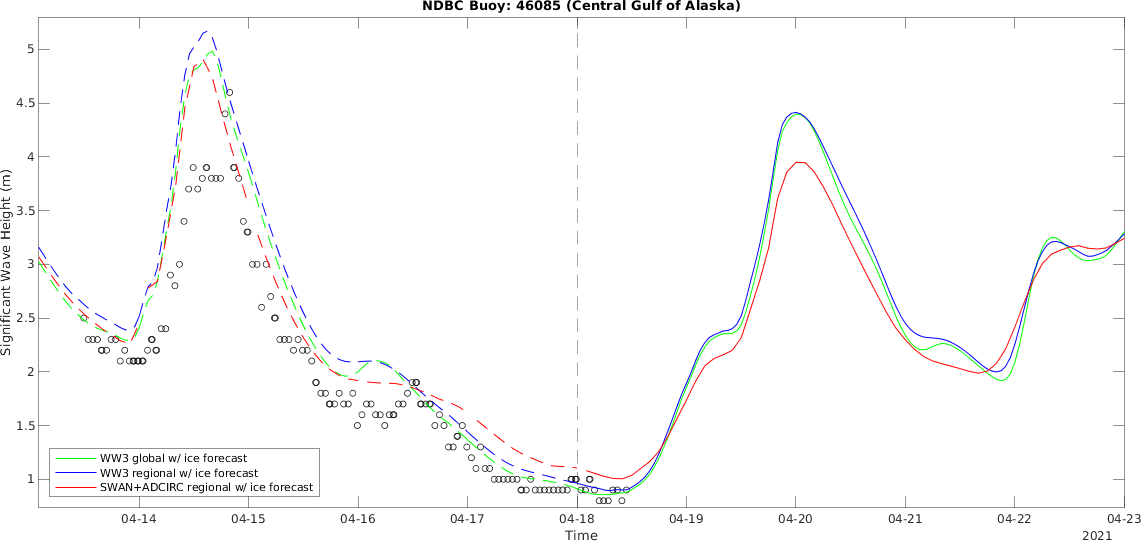 NDBC Buoy: 46085 (Central Gulf of Alaska)
Significant Wave Height (m)
5
4.5
4
3.5
3
2.5
2
1.5
1
WW3 global w/ ice forecast
WW3 regional w/ ice forecast
SWAN+ADCIRC regional w/ ice forecast
04-14 04-15 04-16 04-17 04-18 04-19 04-20 04-21 04-22 04-23
Time
2021